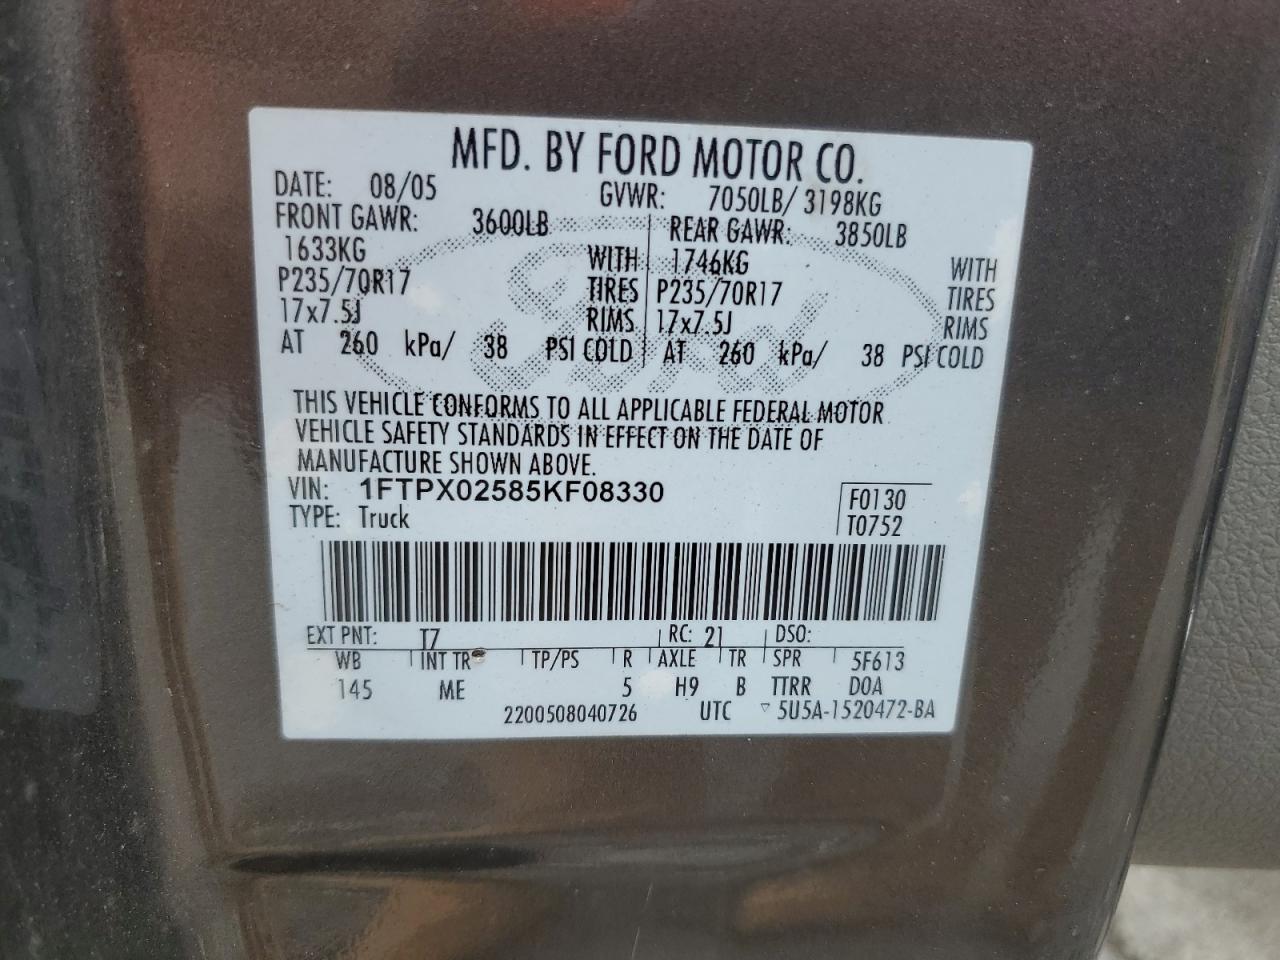 MFD. BY FORD MOTOR CO.
DATE: 08/05 GVWR: 7050LB/ 3198KG
FRONT GAWR: 3600LB REAR GAWR: 3850LB
1633KG WITH 1746KG WITH
P235/70R17 TIRES P235/70R17 TIRES
17x7.5J RIMS 17x7.5J RIMS
AT 260 kPa/ 38 PSI COLD AT 260 kPa/ 38 PSI COLD
Ford
THIS VEHICLE CONFORMS TO ALL APPLICABLE FEDERAL MOTOR
VEHICLE SAFETY STANDARDS IN EFFECT ON THE DATE OF
MANUFACTURE SHOWN ABOVE.
VIN: 1FTPX02585KF08330 F0130
TYPE: Truck T0752
EXT PNT: T7 RC: 21 DSO:
WB INT TR TP/PS R AXLE TR SPR 5F613
145 ME 5 H9 B TTRR DOA
2200508040726 UTC ▽ 5U5A-1520472-BA